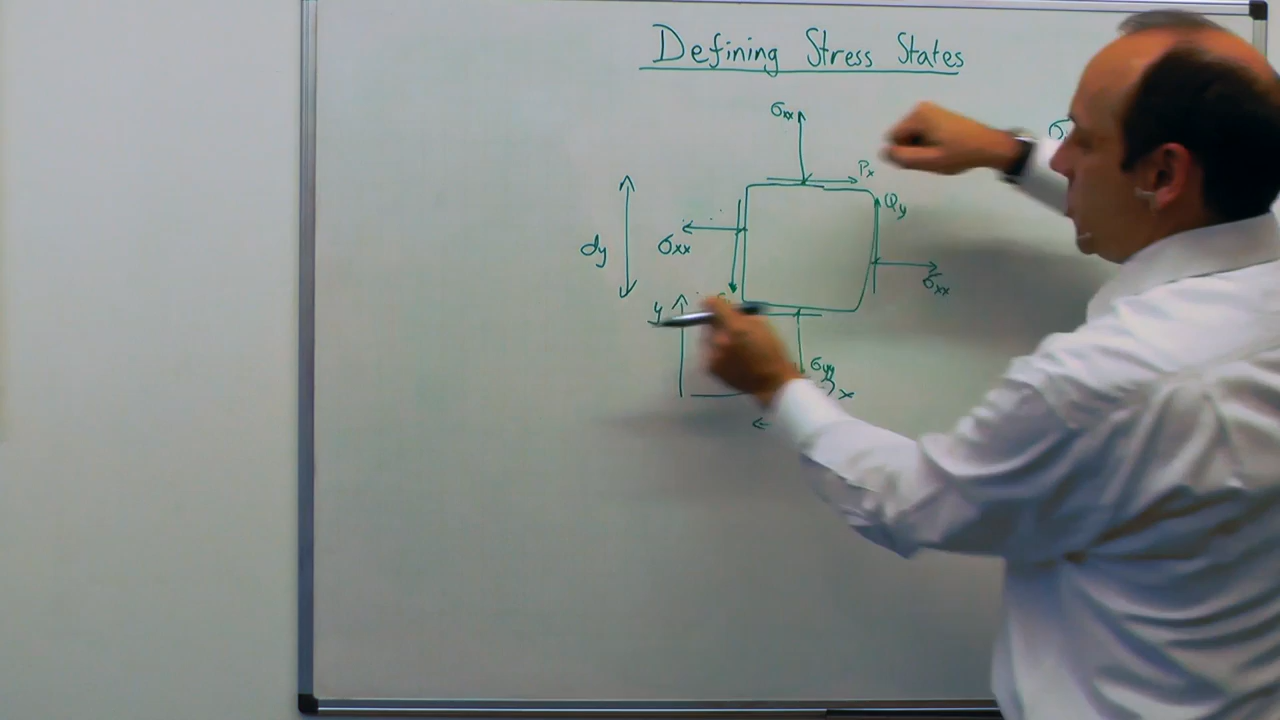 Defining Stress States
σxx
Px
Qy
dy
σxx
σxx
y
σyy
x